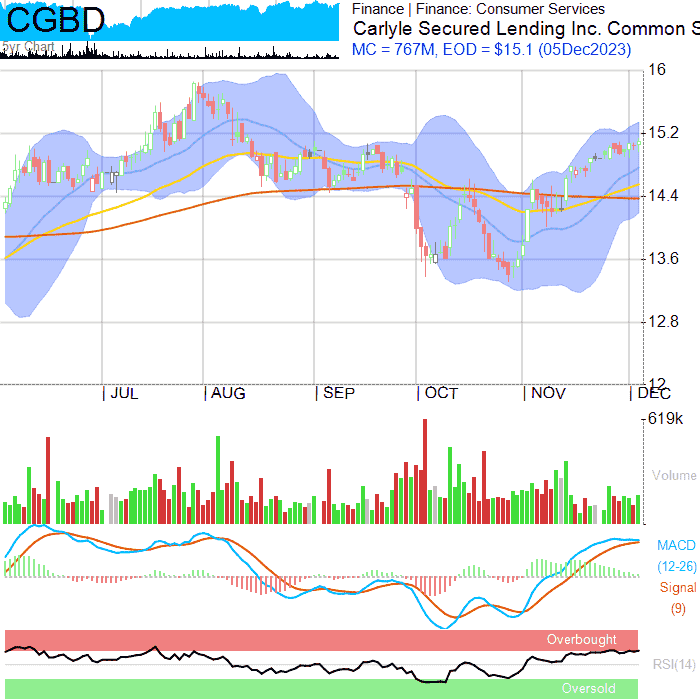 CGBD
5yr Chart
Finance | Finance: Consumer Services
Carlyle Secured Lending Inc. Common S
MC = 767M, EOD = $15.1 (05Dec2023)
16
15.2
14.4
13.6
12.8
12
JUL AUG SEP OCT NOV DEC
619k
Volume
MACD
(12-26)
Signal
(9)
Overbought
RSI(14)
Oversold